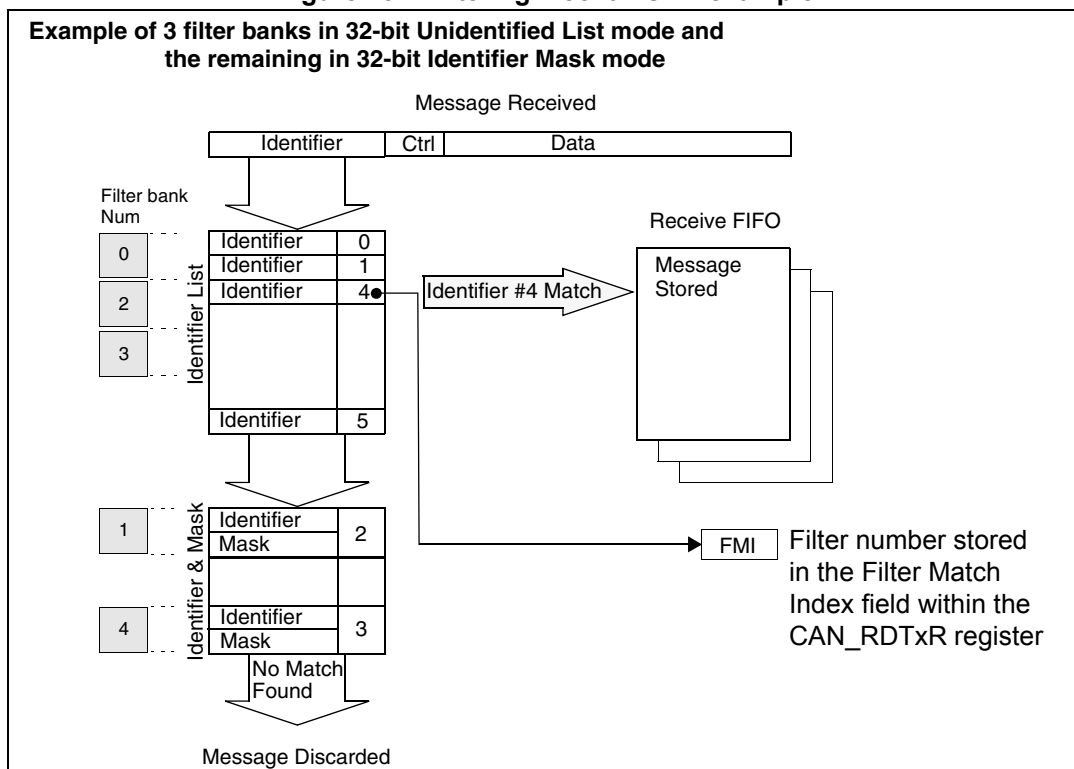 Example of 3 filter banks in 32-bit Unidentified List mode and
the remaining in 32-bit Identifier Mask mode
Message Received
Identifier Ctrl Data
Filter bank
Num
Receive FIFO
0
2
3
Identifier List
Identifier 0
Identifier 1
Identifier 4
Identifier 5
Identifier #4 Match
Message
Stored
1
4
Identifier & Mask
Identifier
Mask
2
Identifier
Mask
3
FMI
Filter number stored
in the Filter Match
Index field within the
CAN_RDTxR register
No Match
Found
Message Discarded